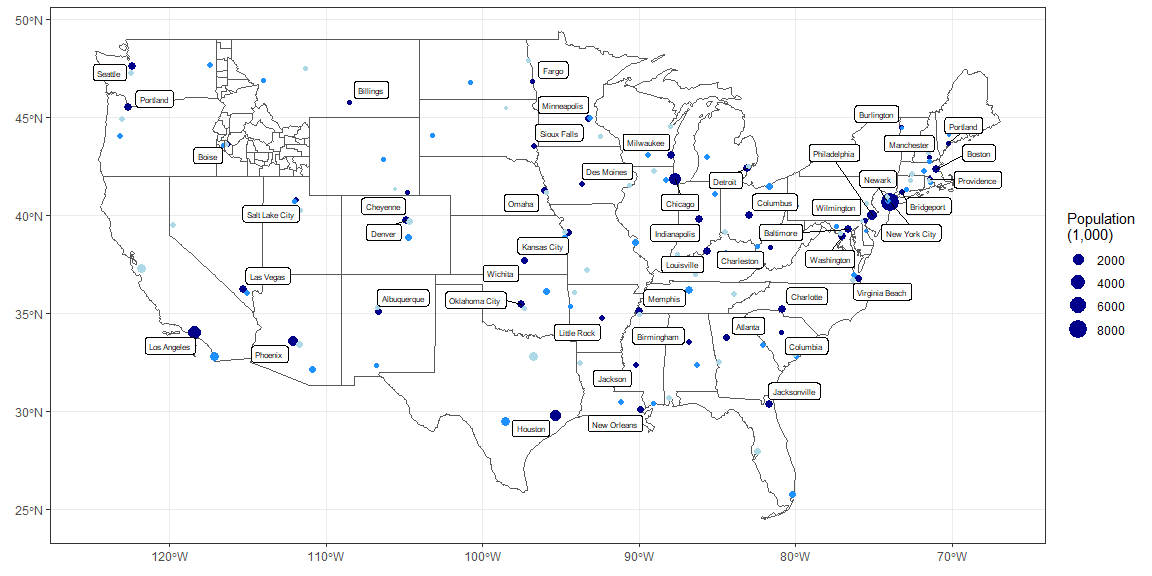 50°N
45°N
40°N
35°N
30°N
25°N
120°W
110°W
100°W
90°W
80°W
70°W
Seattle
Portland
Boise
Billings
Fargo
Minneapolis
Sioux Falls
Milwaukee
Des Moines
Omaha
Detroit
Chicago
Columbus
Indianapolis
Burlington
Portland
Manchester
Boston
Philadelphia
Newark
Providence
Wilmington
Bridgeport
New York City
Baltimore
Washington
Salt Lake City
Cheyenne
Denver
Kansas City
Wichita
Louisville
Charleston
Virginia Beach
Las Vegas
Albuquerque
Oklahoma City
Memphis
Charlotte
Los Angeles
Phoenix
Little Rock
Birmingham
Atlanta
Columbia
Jackson
Jacksonville
Houston
New Orleans
Population
(1,000)
2000
4000
6000
8000